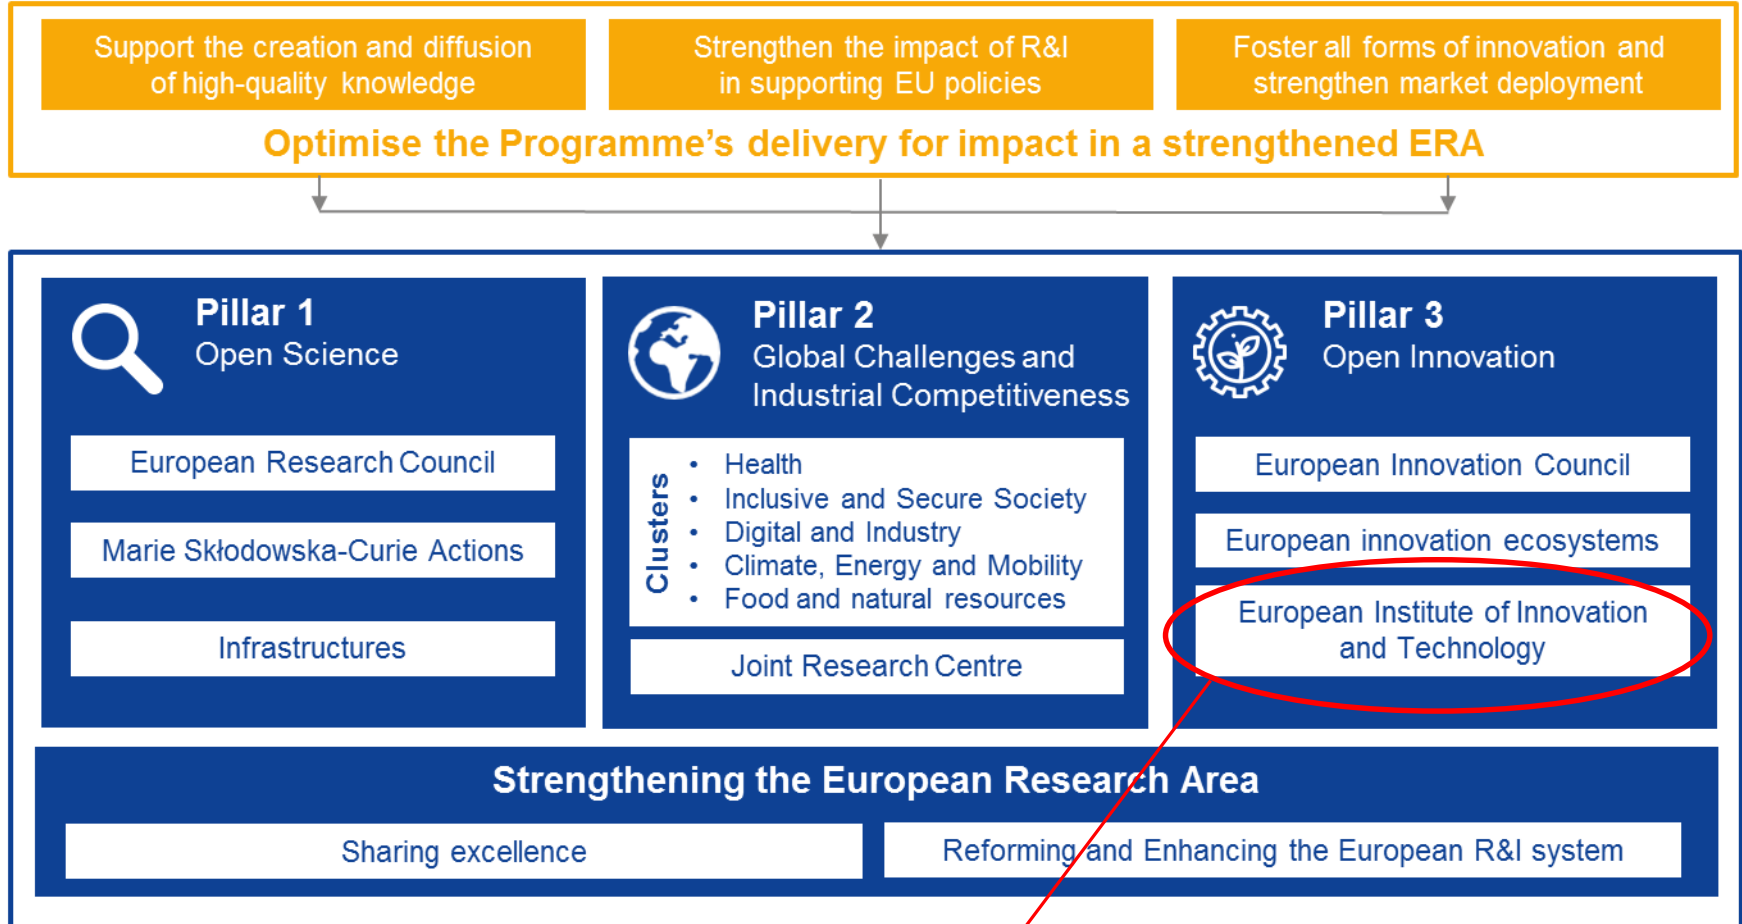 Support the creation and diffusion
of high-quality knowledge
Strengthen the impact of R&I
in supporting EU policies
Foster all forms of innovation and
strengthen market deployment
Optimise the Programme’s delivery for impact in a strengthened ERA
Pillar 1
Open Science
European Research Council
Marie Skłodowska-Curie Actions
Infrastructures
Pillar 2
Global Challenges and
Industrial Competitiveness
Clusters
• Health
• Inclusive and Secure Society
• Digital and Industry
• Climate, Energy and Mobility
• Food and natural resources
Joint Research Centre
Pillar 3
Open Innovation
European Innovation Council
European innovation ecosystems
European Institute of Innovation
and Technology
Strengthening the European Research Area
Sharing excellence
Reforming and Enhancing the European R&I system